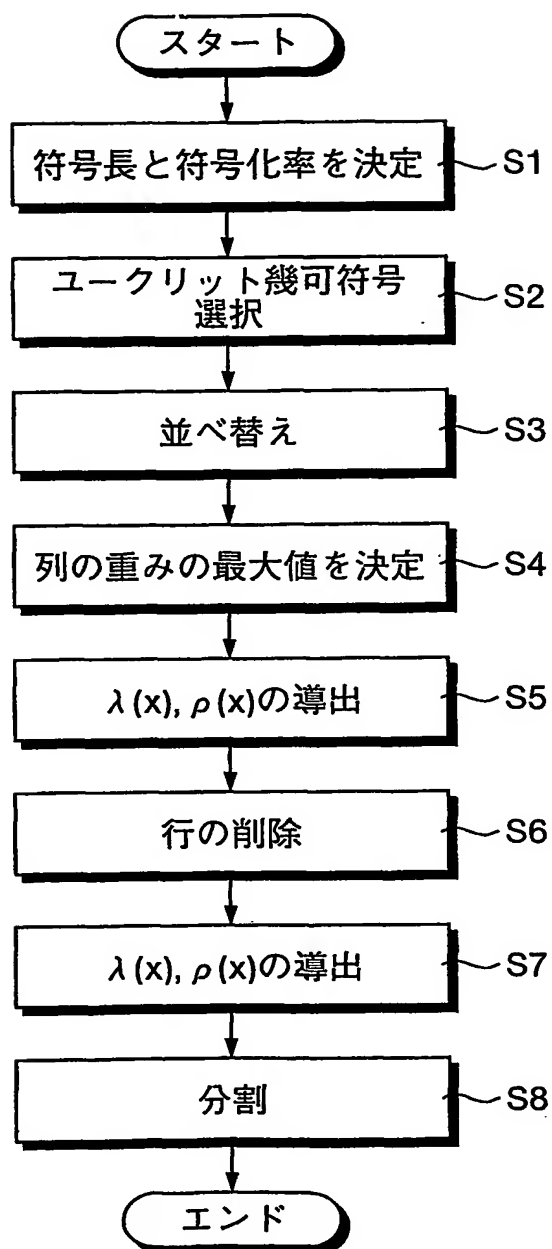 スタート
符号長と符号化率を決定 S1
ユークリット幾可符号
選択 S2
並べ替え S3
列の重みの最大値を決定 S4
λ(x), ρ(x)の導出 S5
行の削除 S6
λ(x), ρ(x)の導出 S7
分割 S8
エンド